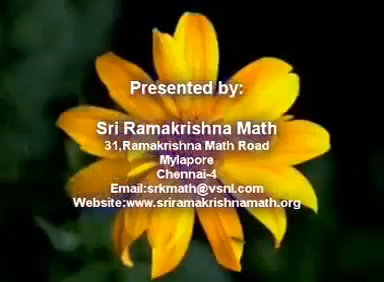 Presented by:
Sri Ramakrishna Math
31,Ramakrishna Math Road
Mylapore
Chennai-4
Email:srkmath@vsnl.com
Website:www.sriramakrishnamath.org